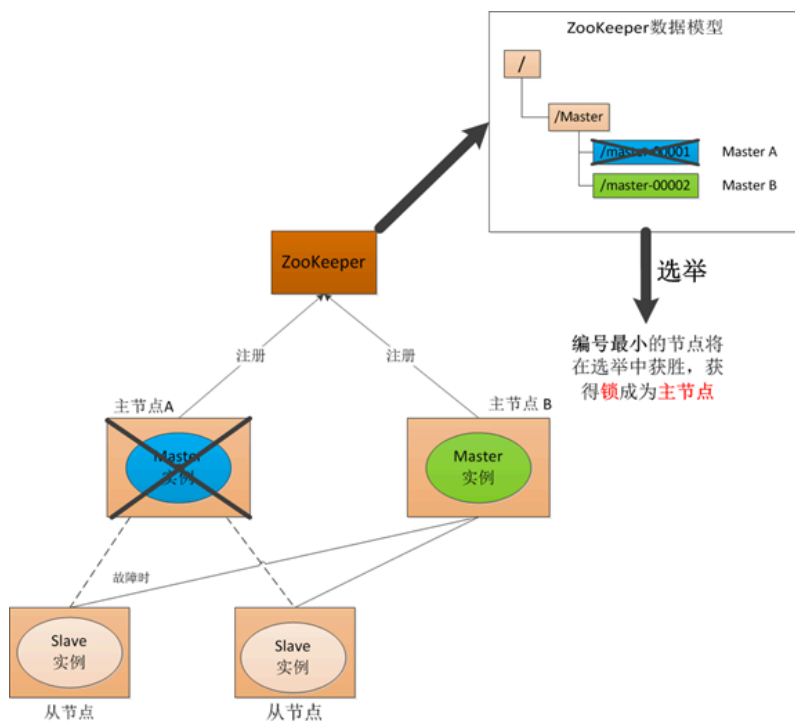 ZooKeeper数据模型
/
/Master
/master-00001 Master A
/master-00002 Master B
选举
编号最小的节点将
在选举中获胜，获
得锁成为主节点
ZooKeeper
注册
注册
主节点A
主节点 B
Master
实例
Master
实例
故障时
Slave
实例
Slave
实例
从节点
从节点